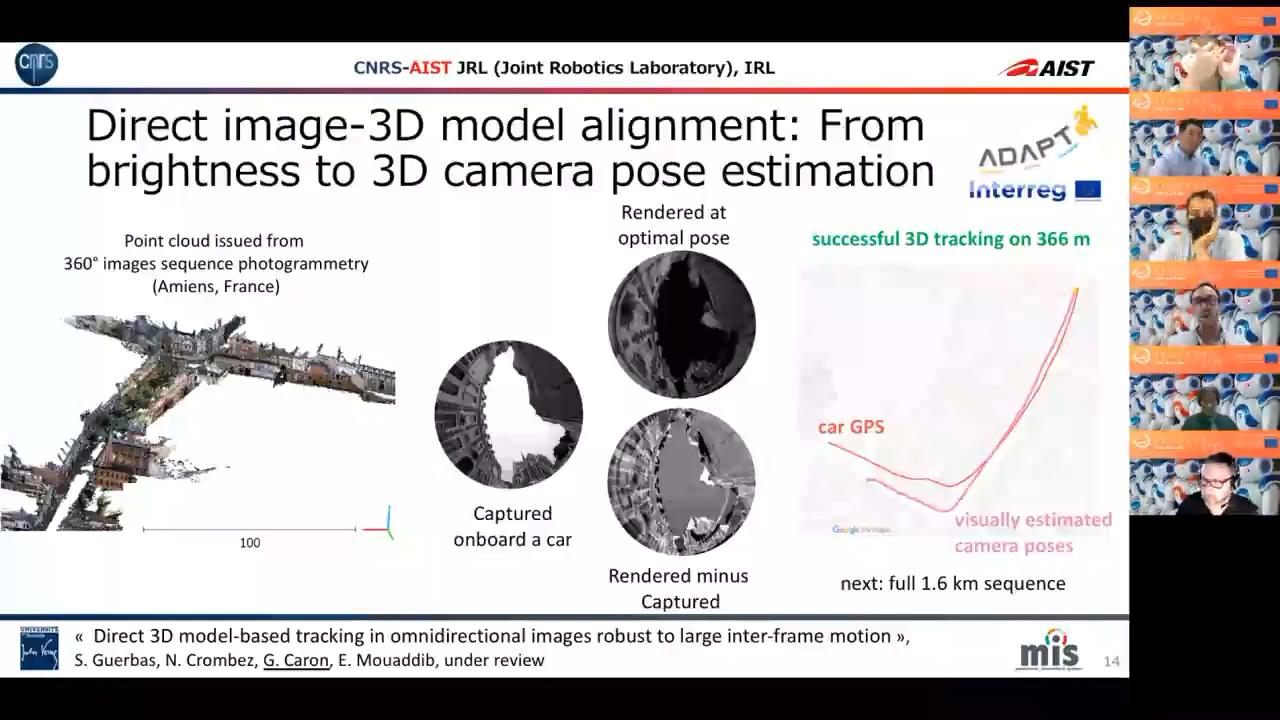 cnrs
CNRS-AIST JRL (Joint Robotics Laboratory), IRL
AIST
Direct image-3D model alignment: From
brightness to 3D camera pose estimation
ADAPT
Interreg
Point cloud issued from
360° images sequence photogrammetry
(Amiens, France)
100
Captured
onboard a car
Rendered at
optimal pose
Rendered minus
Captured
successful 3D tracking on 366 m
car GPS
visually estimated
camera poses
Google
next: full 1.6 km sequence
UNIVERSITÉ
Jules Verne
« Direct 3D model-based tracking in omnidirectional images robust to large inter-frame motion »,
S. Guerbas, N. Crombez, G. Caron, E. Mouaddib, under review
mis
14